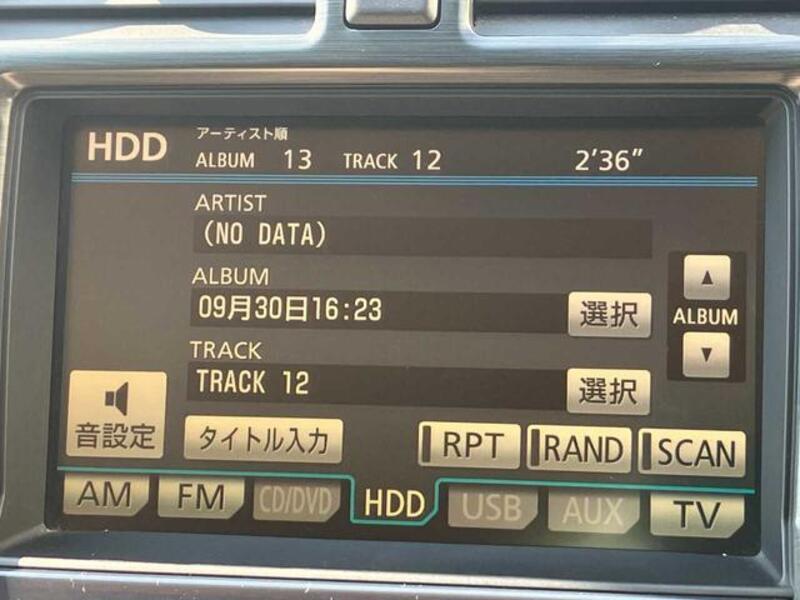 HDD
アーティスト順
ALBUM 13 TRACK 12 2'36"
ARTIST
(NO DATA)
ALBUM
09月30日16:23
選択
ALBUM
TRACK
TRACK 12
選択
音設定
タイトル入力
RPT RAND SCAN
AM FM CD/DVD HDD USB AUX TV